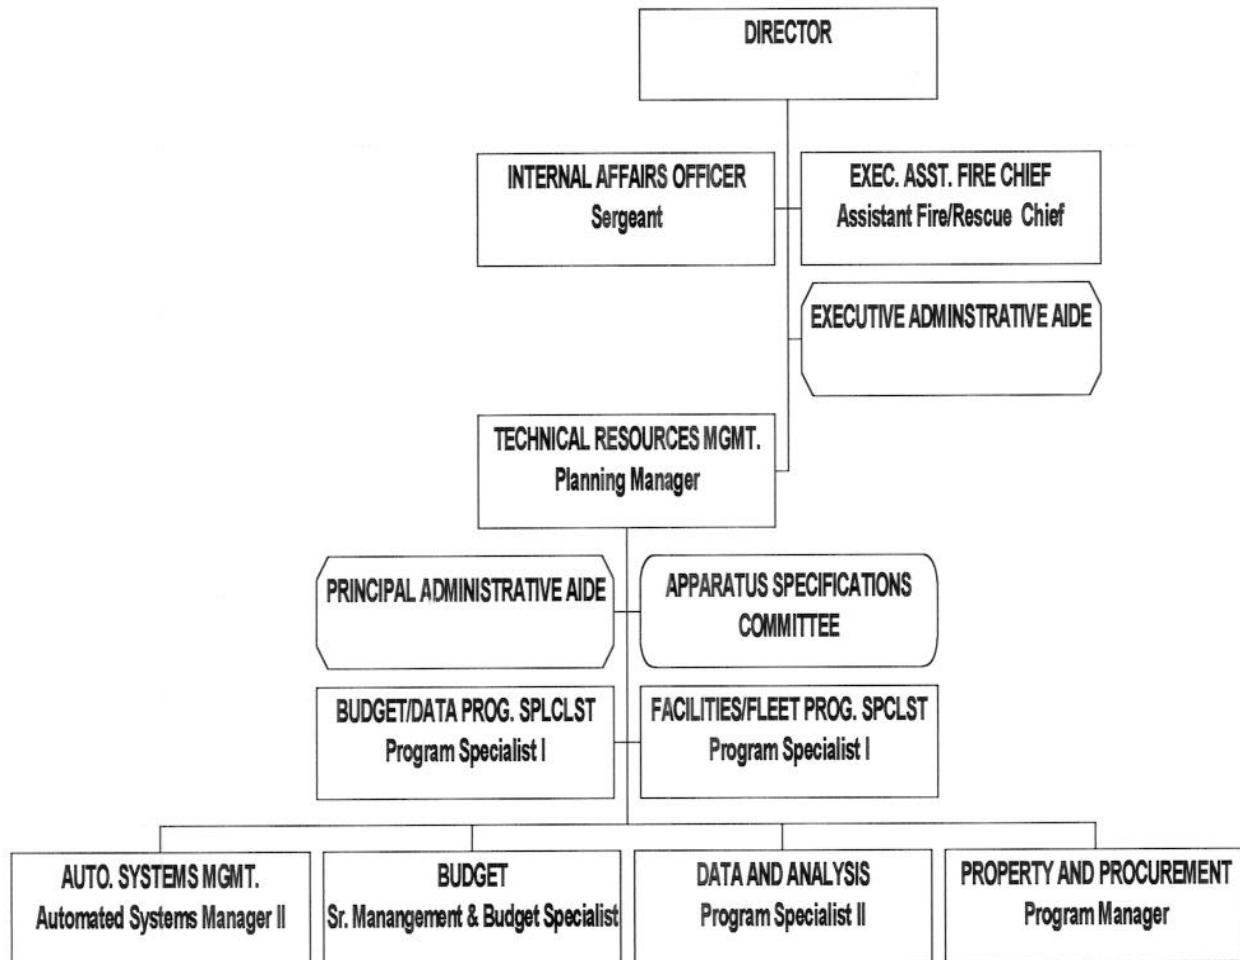 DIRECTOR
INTERNAL AFFAIRS OFFICER
Sergeant
EXEC. ASST. FIRE CHIEF
Assistant Fire/Rescue Chief
EXECUTIVE ADMINSTRATIVE AIDE
TECHNICAL RESOURCES MGMT.
Planning Manager
PRINCIPAL ADMINISTRATIVE AIDE
APPARATUS SPECIFICATIONS
COMMITTEE
BUDGET/DATA PROG. SPLCLST
Program Specialist I
FACILITIES/FLEET PROG. SPCLST
Program Specialist I
AUTO. SYSTEMS MGMT.
Automated Systems Manager II
BUDGET
Sr. Manangement & Budget Specialist
DATA AND ANALYSIS
Program Specialist II
PROPERTY AND PROCUREMENT
Program Manager